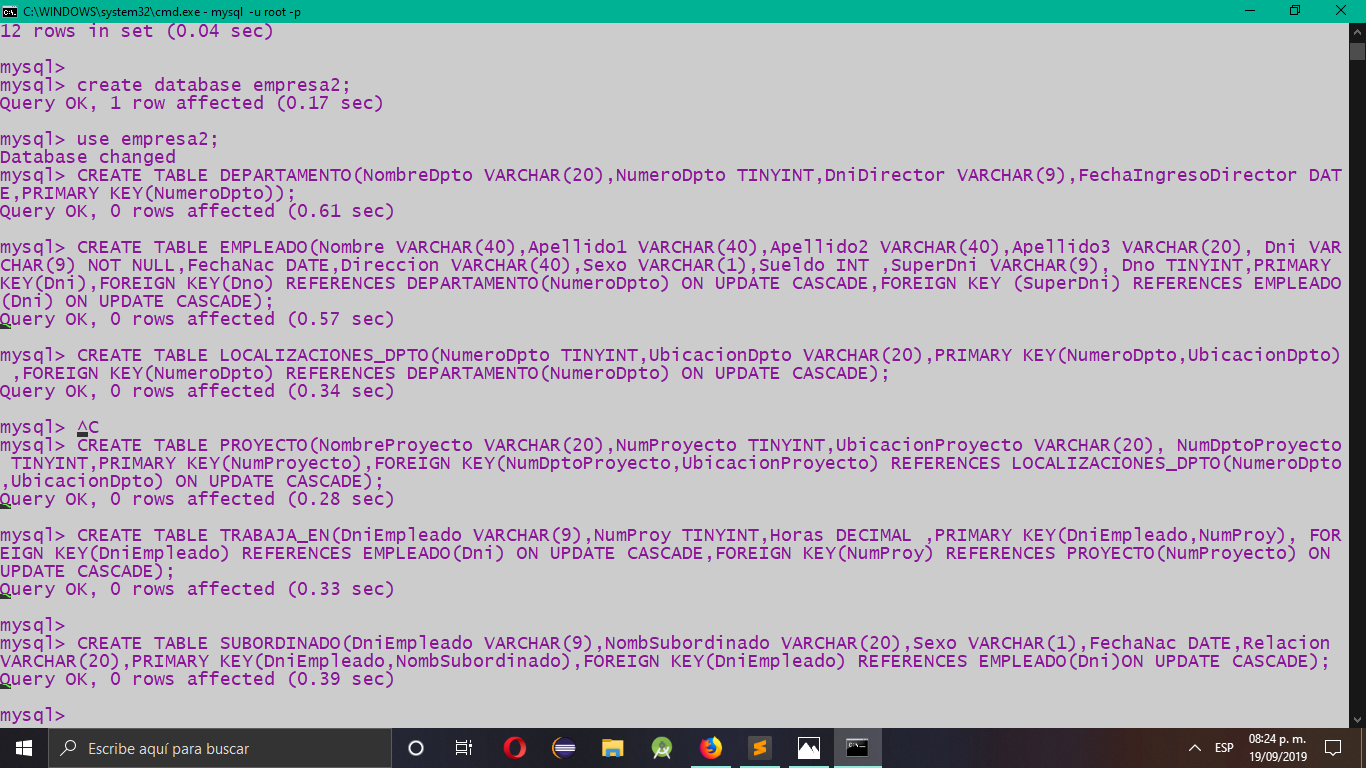 C:\WINDOWS\system32\cmd.exe - mysql  -u root -p
12 rows in set (0.04 sec)
mysql>
mysql> create database empresa2;
Query OK, 1 row affected (0.17 sec)
mysql> use empresa2;
Database changed
mysql> CREATE TABLE DEPARTAMENTO(NombreDpto VARCHAR(20),NumeroDpto TINYINT,DniDirector VARCHAR(9),FechaIngresoDirector DAT
E,PRIMARY KEY(NumeroDpto));
Query OK, 0 rows affected (0.61 sec)
mysql> CREATE TABLE EMPLEADO(Nombre VARCHAR(40),Apellido1 VARCHAR(40),Apellido2 VARCHAR(40),Apellido3 VARCHAR(20), Dni VAR
CHAR(9) NOT NULL,FechaNac DATE,Direccion VARCHAR(40),Sexo VARCHAR(1),Sueldo INT ,SuperDni VARCHAR(9), Dno TINYINT,PRIMARY
KEY(Dni),FOREIGN KEY(Dno) REFERENCES DEPARTAMENTO(NumeroDpto) ON UPDATE CASCADE,FOREIGN KEY (SuperDni) REFERENCES EMPLEADO
(Dni) ON UPDATE CASCADE);
Query OK, 0 rows affected (0.57 sec)
mysql> CREATE TABLE LOCALIZACIONES_DPTO(NumeroDpto TINYINT,UbicacionDpto VARCHAR(20),PRIMARY KEY(NumeroDpto,UbicacionDpto)
 ,FOREIGN KEY(NumeroDpto) REFERENCES DEPARTAMENTO(NumeroDpto) ON UPDATE CASCADE);
Query OK, 0 rows affected (0.34 sec)
mysql> ^C
mysql> CREATE TABLE PROYECTO(NombreProyecto VARCHAR(20),NumProyecto TINYINT,UbicacionProyecto VARCHAR(20), NumDptoProyecto
 TINYINT,PRIMARY KEY(NumProyecto),FOREIGN KEY(NumDptoProyecto,UbicacionProyecto) REFERENCES LOCALIZACIONES_DPTO(NumeroDpto
,UbicacionDpto) ON UPDATE CASCADE);
Query OK, 0 rows affected (0.28 sec)
mysql> CREATE TABLE TRABAJA_EN(DniEmpleado VARCHAR(9),NumProy TINYINT,Horas DECIMAL ,PRIMARY KEY(DniEmpleado,NumProy), FOR
EIGN KEY(DniEmpleado) REFERENCES EMPLEADO(Dni) ON UPDATE CASCADE,FOREIGN KEY(NumProy) REFERENCES PROYECTO(NumProyecto) ON
UPDATE CASCADE);
Query OK, 0 rows affected (0.33 sec)
mysql>
mysql> CREATE TABLE SUBORDINADO(DniEmpleado VARCHAR(9),NombSubordinado VARCHAR(20),Sexo VARCHAR(1),FechaNac DATE,Relacion
VARCHAR(20),PRIMARY KEY(DniEmpleado,NombSubordinado),FOREIGN KEY(DniEmpleado) REFERENCES EMPLEADO(Dni)ON UPDATE CASCADE);
Query OK, 0 rows affected (0.39 sec)
mysql>
Escribe aquí para buscar
ESP
08:24 p. m.
19/09/2019